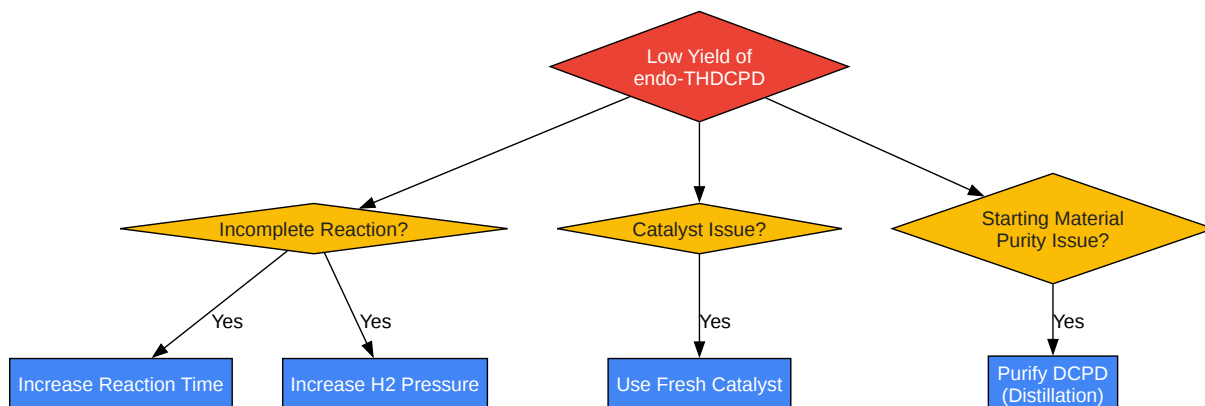 Low Yield of
endo-THDCPD
Incomplete Reaction?
Catalyst Issue?
Starting Material
Purity Issue?
Yes
Yes
Yes
Yes
Increase Reaction Time
Increase H2 Pressure
Use Fresh Catalyst
Purify DCPD
(Distillation)